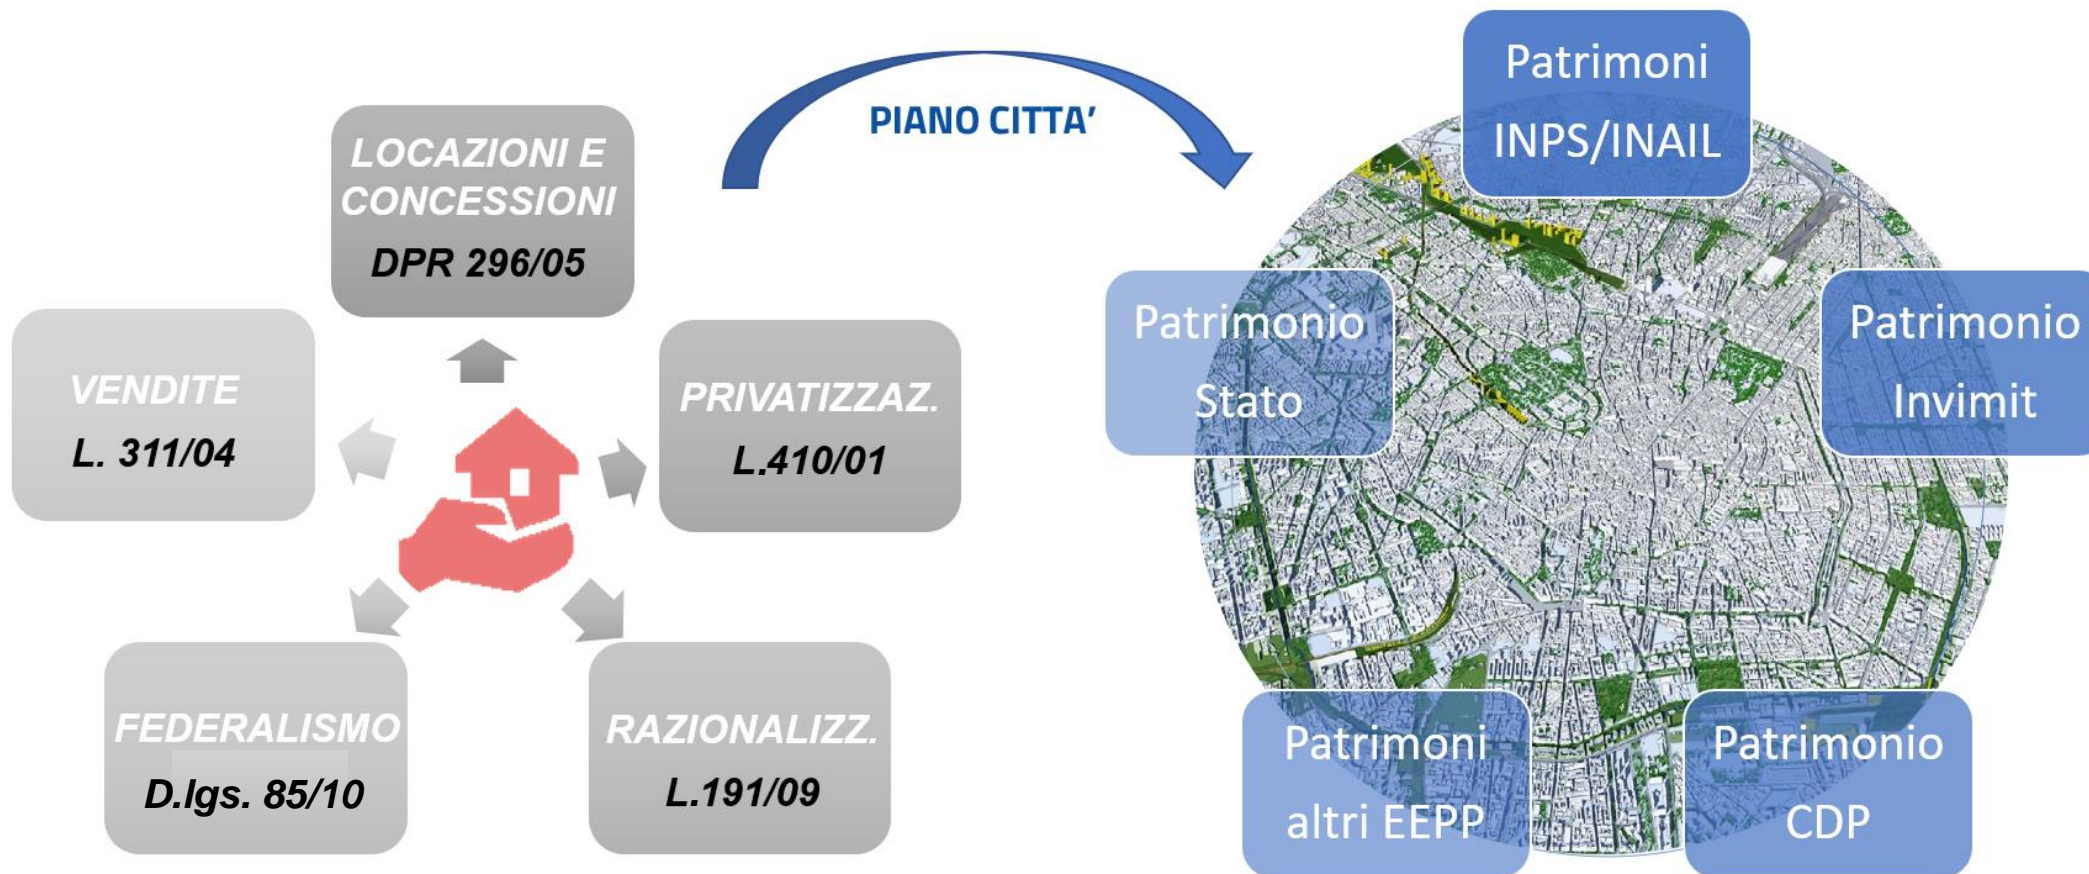 LOCAZIONI E
CONCESSIONI
DPR 296/05
VENDITE
L. 311/04
PRIVATIZZAZ.
L.410/01
FEDERALISMO
D.lgs. 85/10
RAZIONALIZZ.
L.191/09
PIANO CITTA'
Patrimoni
INPS/INAIL
Patrimonio
Stato
Patrimonio
Invimit
Patrimoni
altri EEPP
Patrimonio
CDP